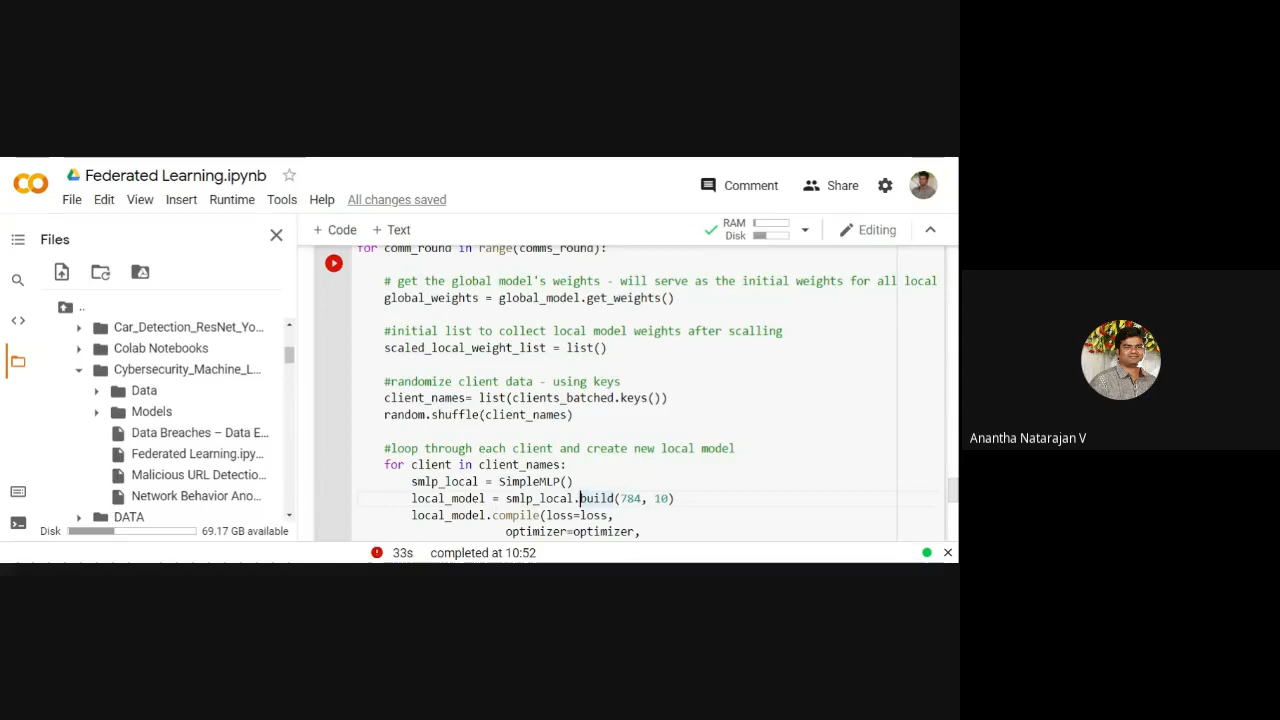 Federated Learning.ipynb
File Edit View Insert Runtime Tools Help All changes saved
Comment Share
Files
+ Code + Text
RAM
Disk
Editing
..
Car_Detection_ResNet_Yo...
Colab Notebooks
Cybersecurity_Machine_L...
Data
Models
Data Breaches – Data E...
Federated Learning.ipy...
Malicious URL Detectio...
Network Behavior Ano...
DATA
Disk 69.17 GB available
for comm_round in range(comms_round):
# get the global model's weights - will serve as the initial weights for all local
global_weights = global_model.get_weights()
#initial list to collect local model weights after scalling
scaled_local_weight_list = list()
#randomize client data - using keys
client_names= list(clients_batched.keys())
random.shuffle(client_names)
#loop through each client and create new local model
for client in client_names:
smlp_local = SimpleMLP()
local_model = smlp_local.build(784, 10)
local_model.compile(loss=loss,
optimizer=optimizer,
33s completed at 10:52
Anantha Natarajan V